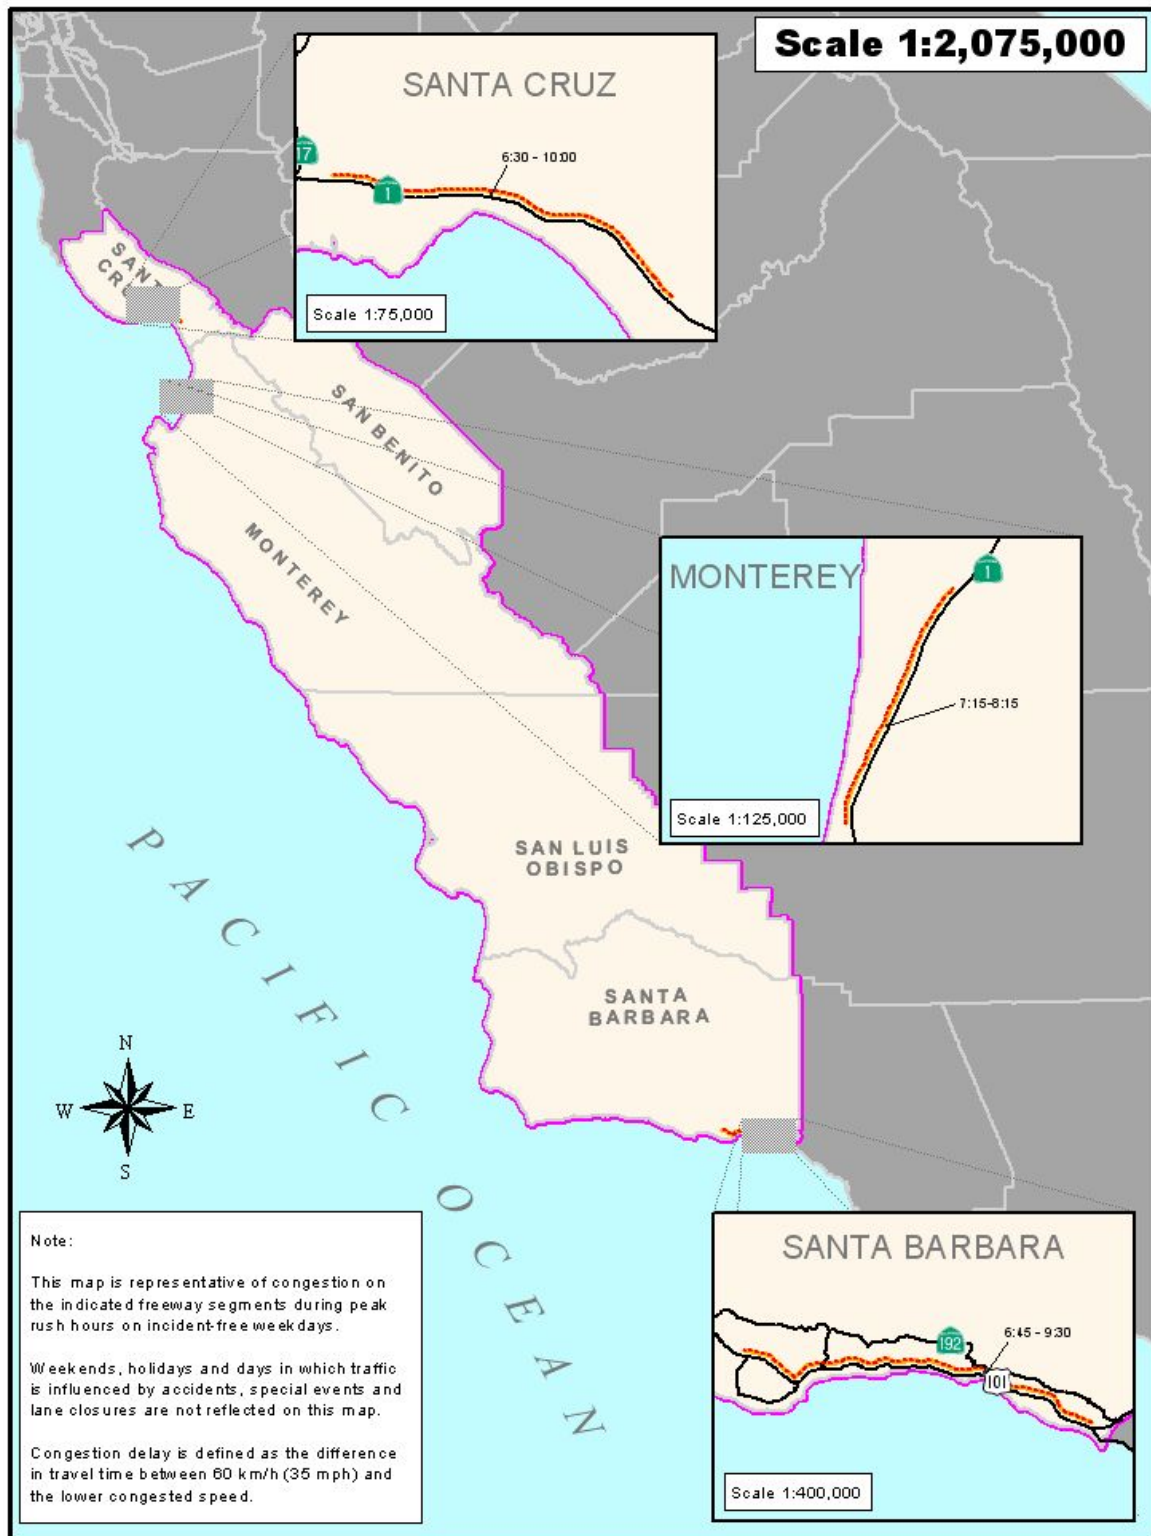 Scale 1:2,075,000
SANTA CRUZ
17
1
6:30 - 10:00
Scale 1:75,000
SAN BENITO
MONTEREY
MONTEREY
1
7:15-8:15
Scale 1:125,000
SAN LUIS
OBISPO
SANTA
BARBARA
PACIFIC OCEAN
N
W
E
S
Note:
This map is representative of congestion on
the indicated freeway segments during peak
rush hours on incident-free weekdays.
Weekends, holidays and days in which traffic
is influenced by accidents, special events and
lane closures are not reflected on this map.
Congestion delay is defined as the difference
in travel time between 60 km/h (35 mph) and
the lower congested speed.
SANTA BARBARA
192
6:45 - 9:30
101
Scale 1:400,000